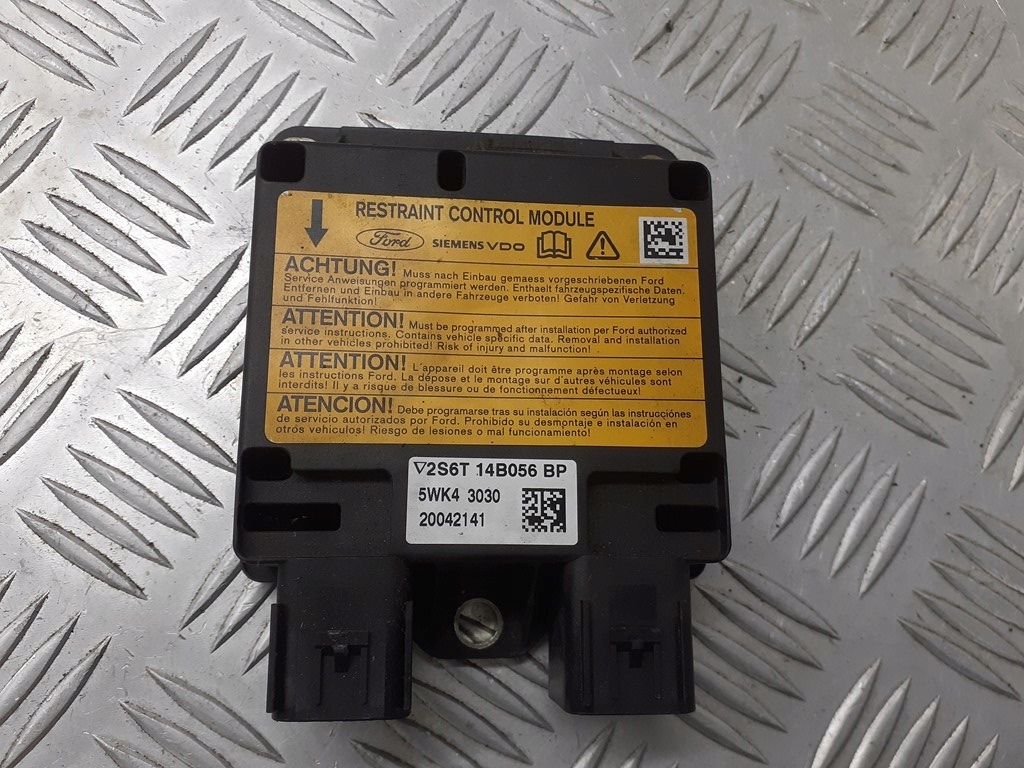 RESTRAINT CONTROL MODULE
Ford SIEMENS VDO
ACHTUNG! Muss nach Einbau gemaess vorgeschriebenen Ford
Service Anweisungen programmiert werden. Enthaelt fahrzeugspezifische Daten.
Entfernen und Einbau in andere Fahrzeuge verboten! Gefahr von Verletzung
und Fehlfunktion!
ATTENTION! Must be programmed after installation per Ford authorized
service instructions. Contains vehicle specific data. Removal and installation
in other vehicles prohibited! Risk of injury and malfunction!
ATTENTION! L'appareil doit être programme après montage selon
les instructions Ford. La dépose et le montage sur d'autres véhicules sont
interdits! Il y a risque de blessure ou de fonctionnement défectueux!
ATENCION! Debe programarse tras su instalación según las instrucciónes
de servicio autorizados por Ford. Prohibido su desmpntaje e instalación en
otrós vehículos! Riesgo de lesiones o mal funcionamiento!
2S6T 14B056 BP
5WK4 3030
20042141